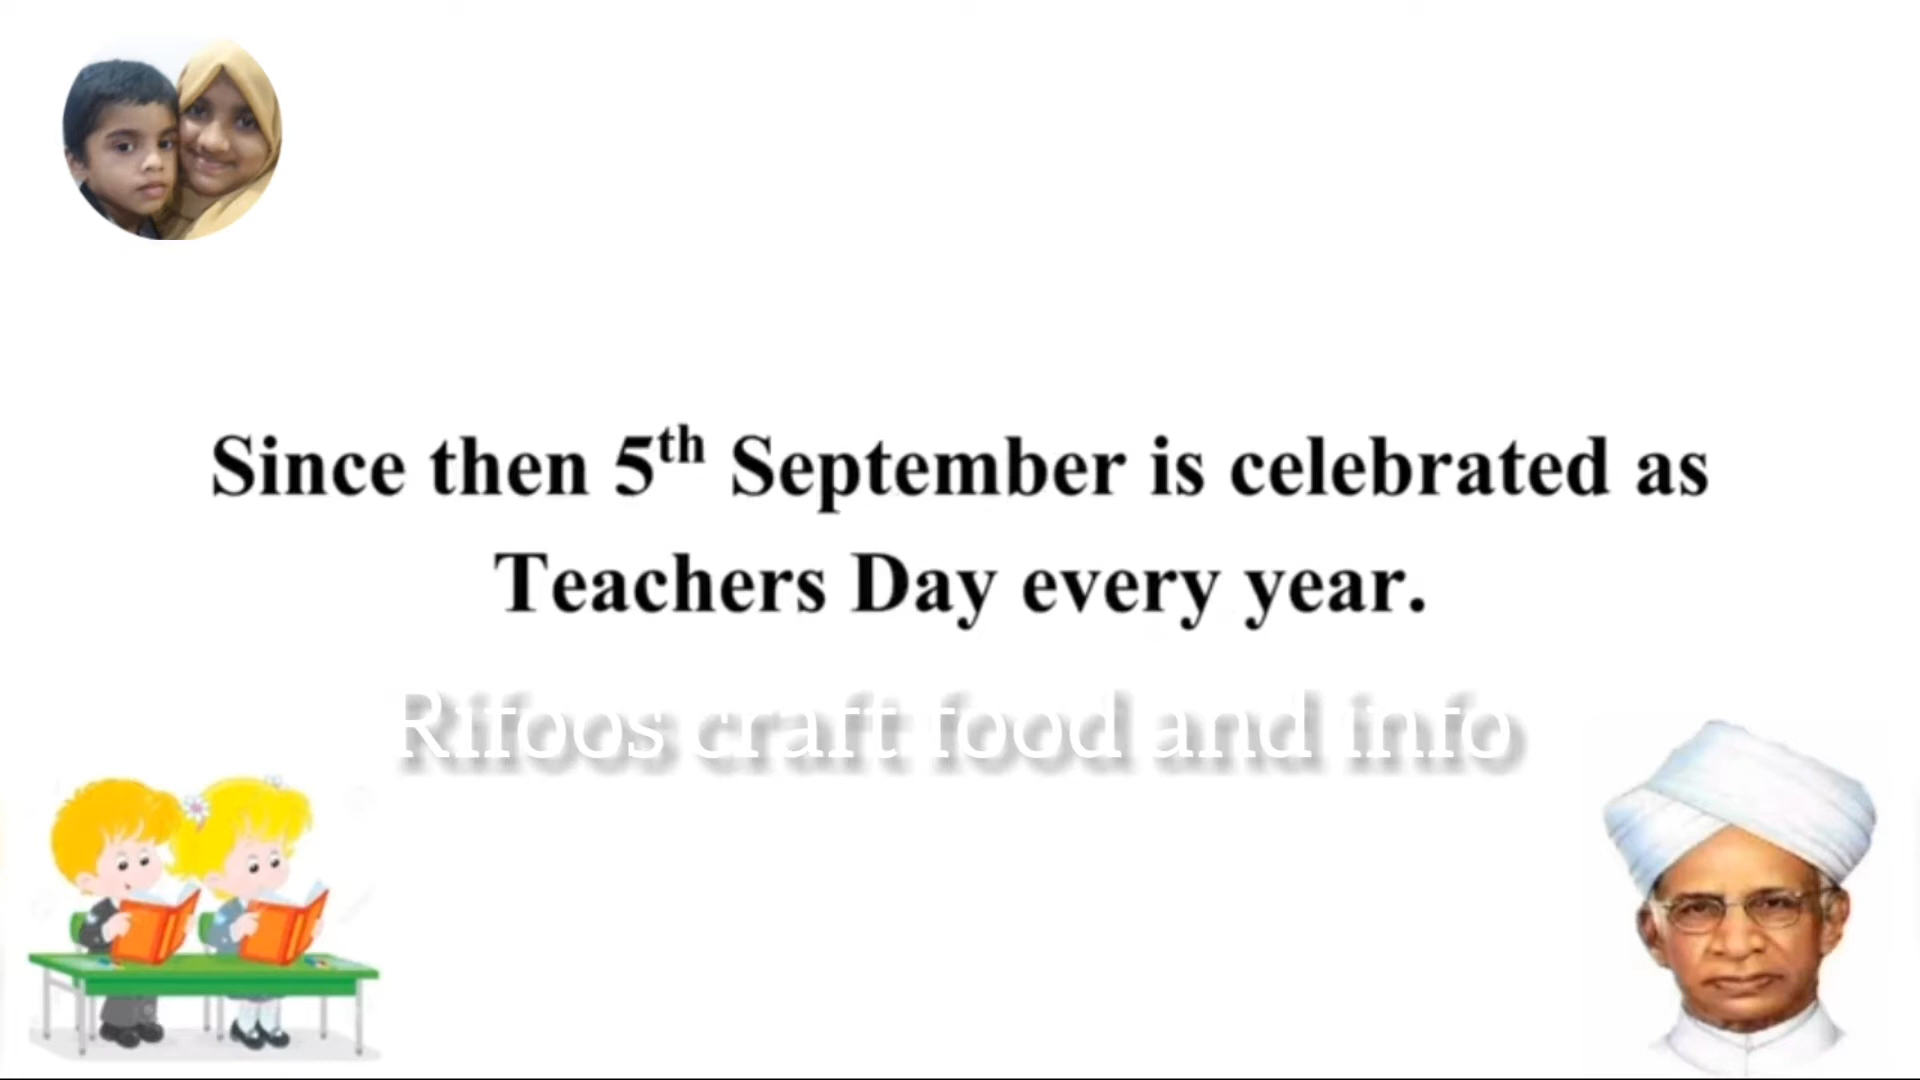 Since then 5th September is celebrated as
Teachers Day every year.
Rifoos craft food and info